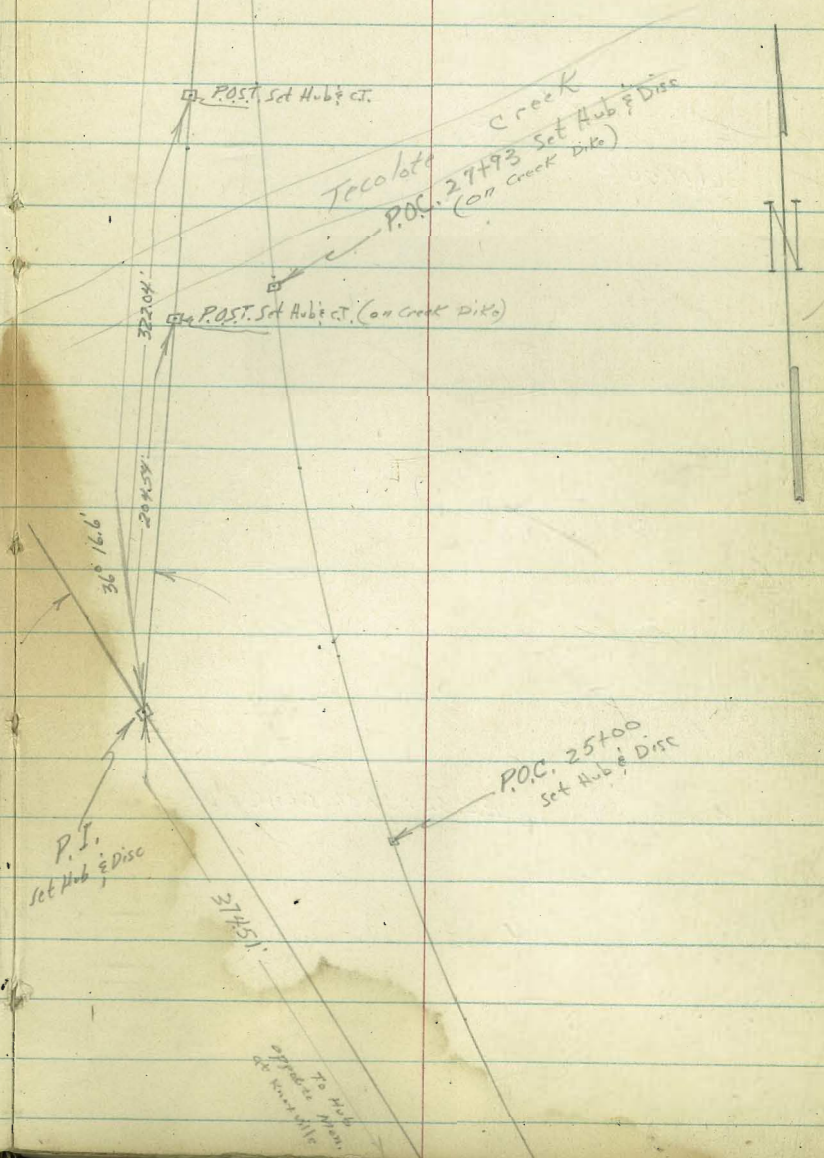 P.O.S.T. Set Hub & C.T.
Tecolote Creek
P.O.C. 27+93 Set Hub & Disc
(on Creek Dike)
N
322.04'
P.O.S.T. Set Hub & C.T. (on Creek Dike)
204.54'
36° 16.6'
P.O.C. 25+00
Set Hub & Disc
P.I.
Set Hub & Disc
374.51'
To Hub
opposite Mon.
at Knoxville